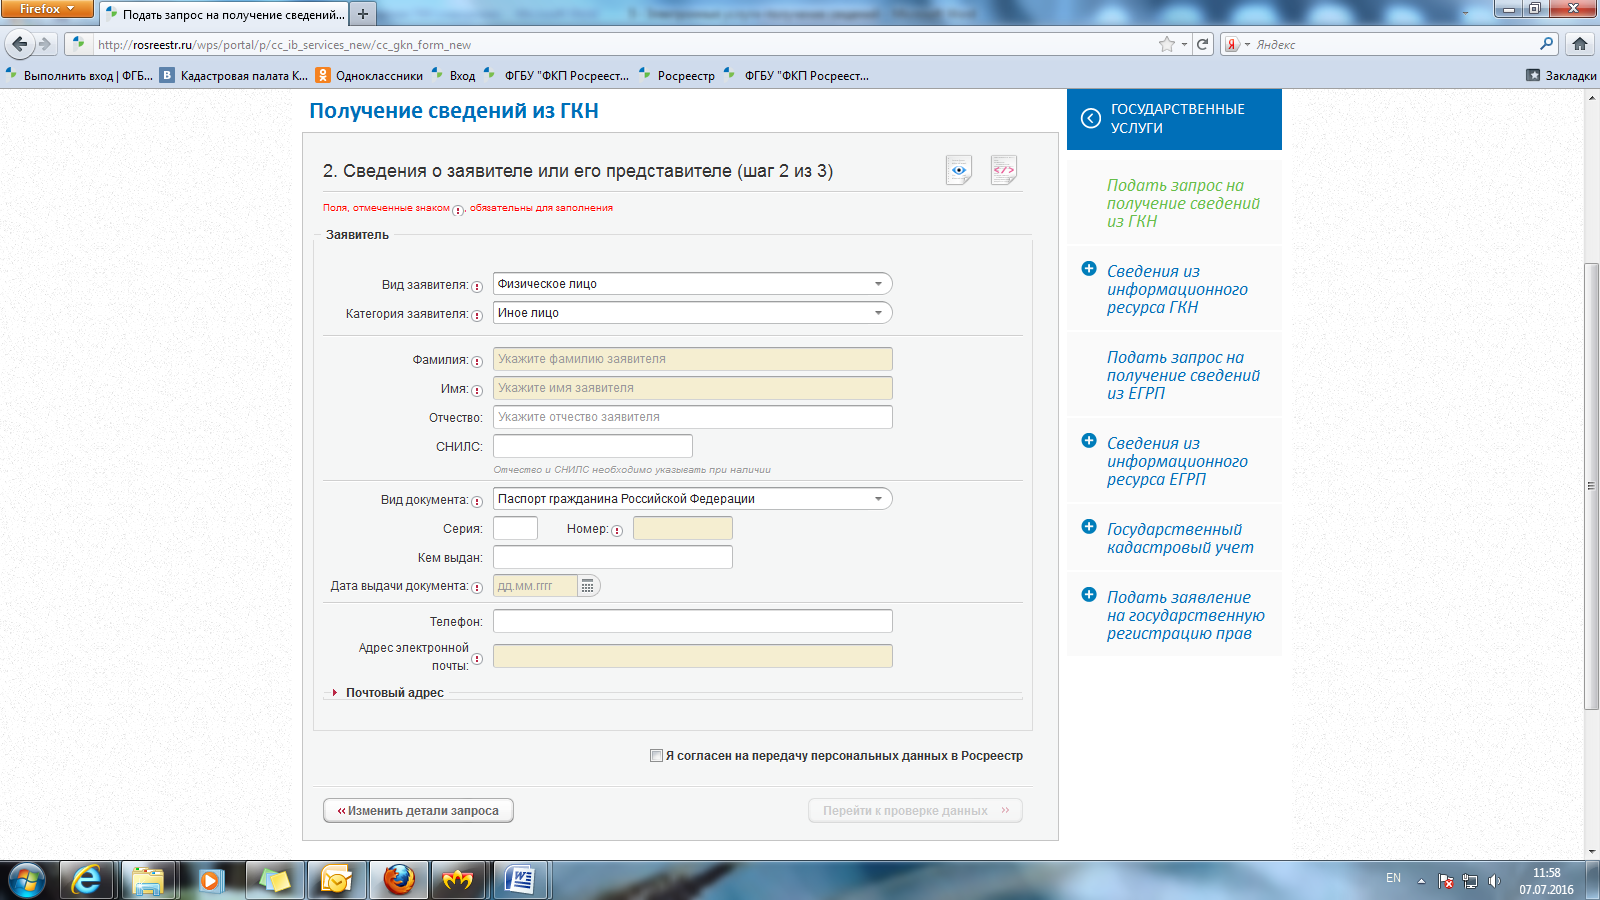 Firefox
Подать запрос на получение сведений...
http://rosreestr.ru/wps/portal/p/cc_ib_services_new/cc_gkn_form_new
Яндекс
Выполнить вход | ФГБ...
Кадастровая палата К...
Одноклассники
Вход
ФГБУ "ФКП Росреест...
Росреестр
ФГБУ "ФКП Росреест...
Закладки
Получение сведений из ГКН
2. Сведения о заявителе или его представителе (шаг 2 из 3)
Поля, отмеченные знаком !, обязательны для заполнения
Заявитель
Вид заявителя: ! Физическое лицо
Категория заявителя: ! Иное лицо
Фамилия: ! Укажите фамилию заявителя
Имя: ! Укажите имя заявителя
Отчество: Укажите отчество заявителя
СНИЛС:
Отчество и СНИЛС необходимо указывать при наличии
Вид документа: ! Паспорт гражданина Российской Федерации
Серия: Номер: !
Кем выдан:
Дата выдачи документа: ! дд.мм.гггг
Телефон:
Адрес электронной
почты: !
Почтовый адрес
Я согласен на передачу персональных данных в Росреестр
Изменить детали запроса
Перейти к проверке данных
ГОСУДАРСТВЕННЫЕ
УСЛУГИ
Подать запрос на
получение сведений
из ГКН
Сведения из
информационного
ресурса ГКН
Подать запрос на
получение сведений
из ЕГРП
Сведения из
информационного
ресурса ЕГРП
Государственный
кадастровый учет
Подать заявление
на государственную
регистрацию прав
EN
11:58
07.07.2016